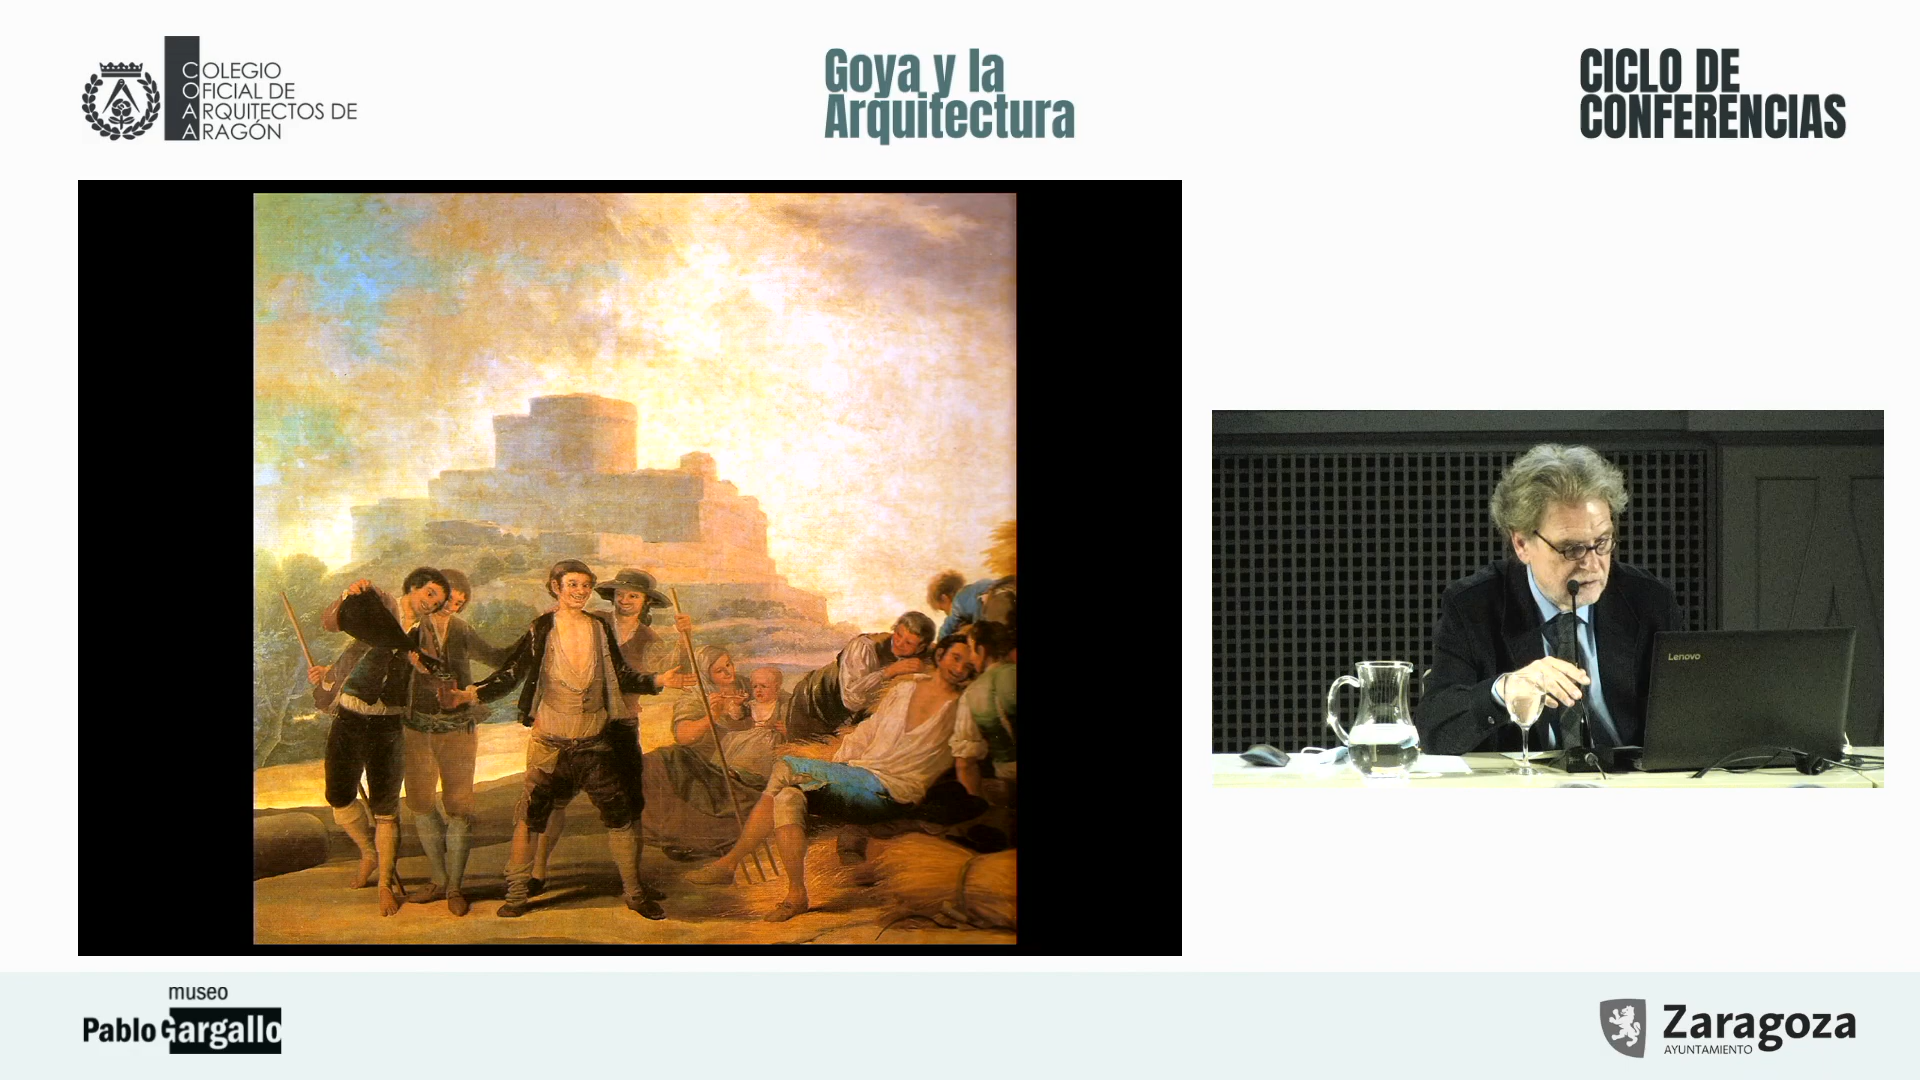 COLEGIO
OFICIAL DE
ARQUITECTOS DE
ARAGÓN
Goya y la
Arquitectura
CICLO DE
CONFERENCIAS
Lenovo
museo
Pablo Gargallo
Zaragoza
AYUNTAMIENTO